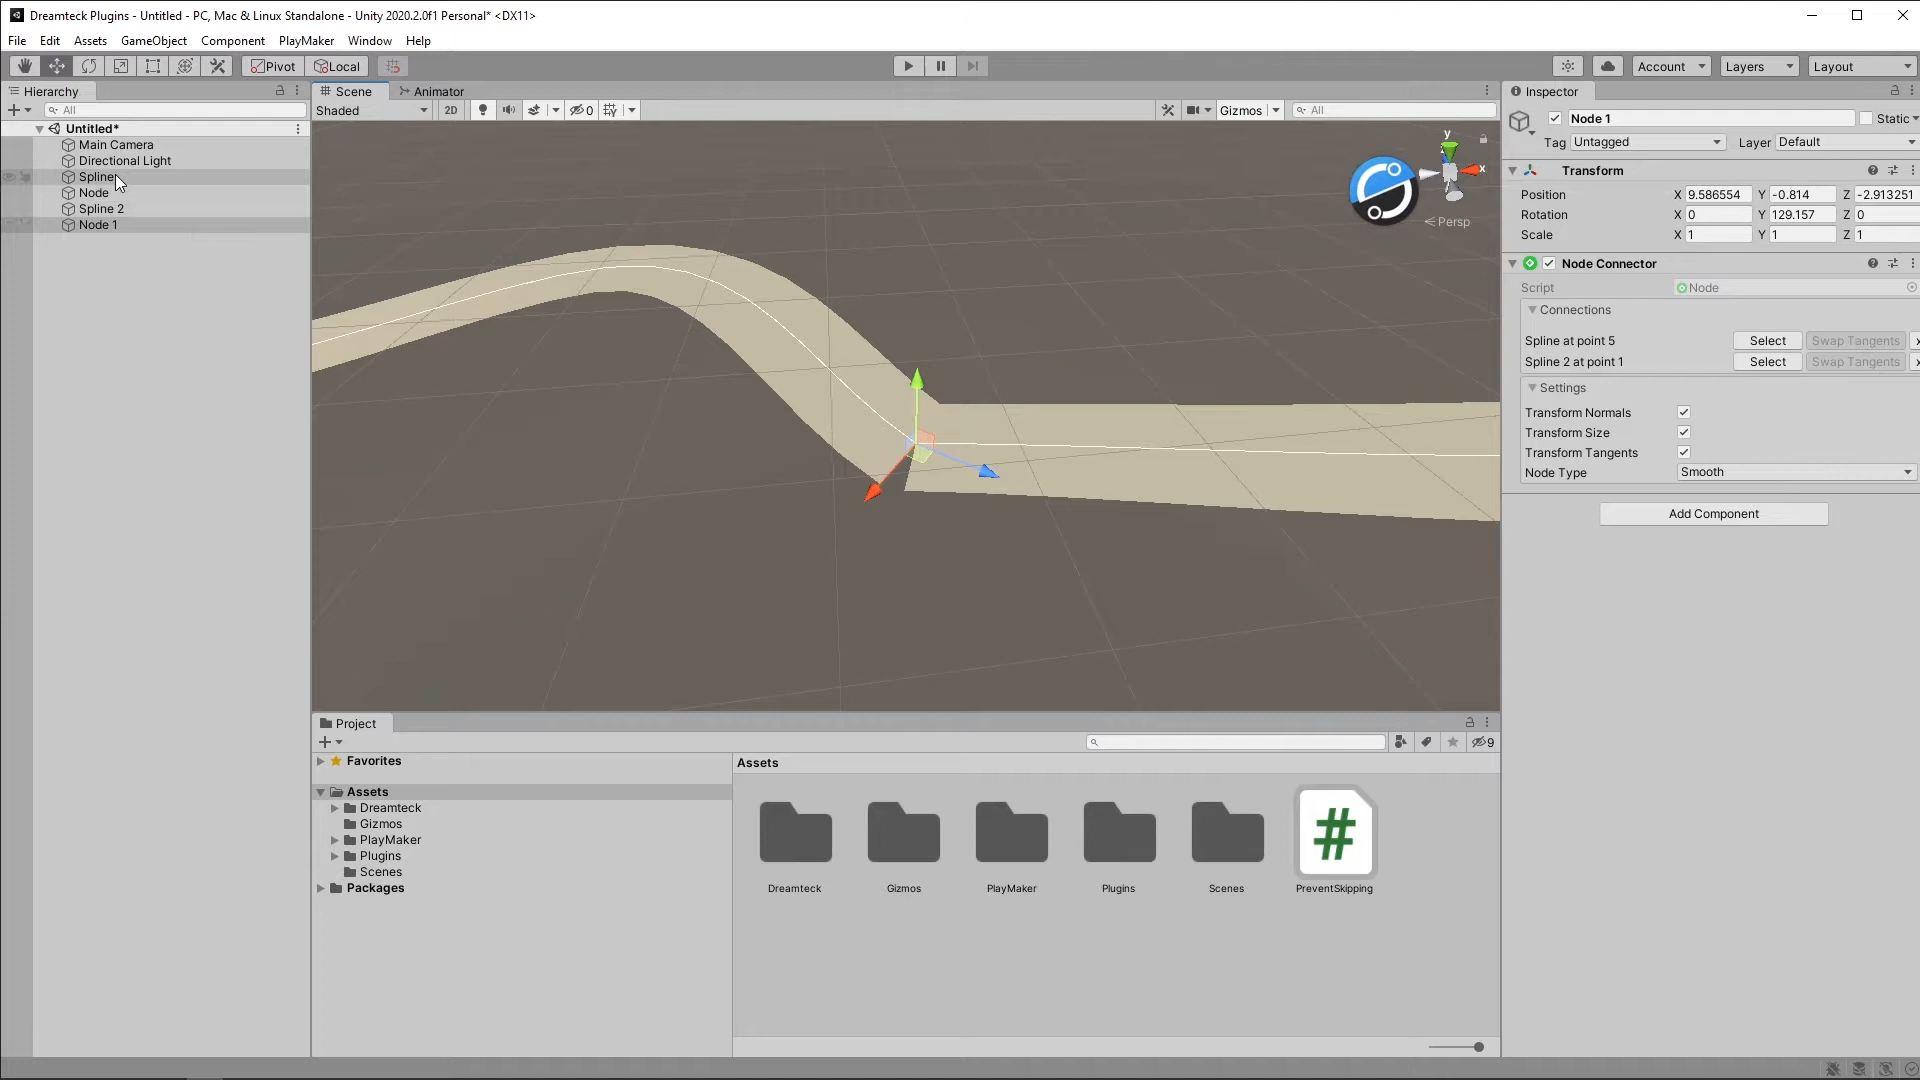 Dreamteck Plugins - Untitled - PC, Mac & Linux Standalone - Unity 2020.2.0f1 Personal* <DX11>
File Edit Assets GameObject Component PlayMaker Window Help
Pivot Local Account Layers Layout
Hierarchy
All
Untitled*
Main Camera
Directional Light
Spline
Node
Spline 2
Node 1
Scene Animator
Shaded 2D 0 Gizmos All
y
x
Persp
Project
9
Favorites
Assets
Dreamteck
Gizmos
PlayMaker
Plugins
Scenes
Packages
Assets
Dreamteck Gizmos PlayMaker Plugins Scenes PreventSkipping
Inspector
Node 1 Static
Tag Untagged Layer Default
Transform
Position X 9.586554 Y -0.814 Z -2.913251
Rotation X 0 Y 129.157 Z 0
Scale X 1 Y 1 Z 1
Node Connector
Script Node
Connections
Spline at point 5 Select Swap Tangents x
Spline 2 at point 1 Select Swap Tangents x
Settings
Transform Normals
Transform Size
Transform Tangents
Node Type Smooth
Add Component